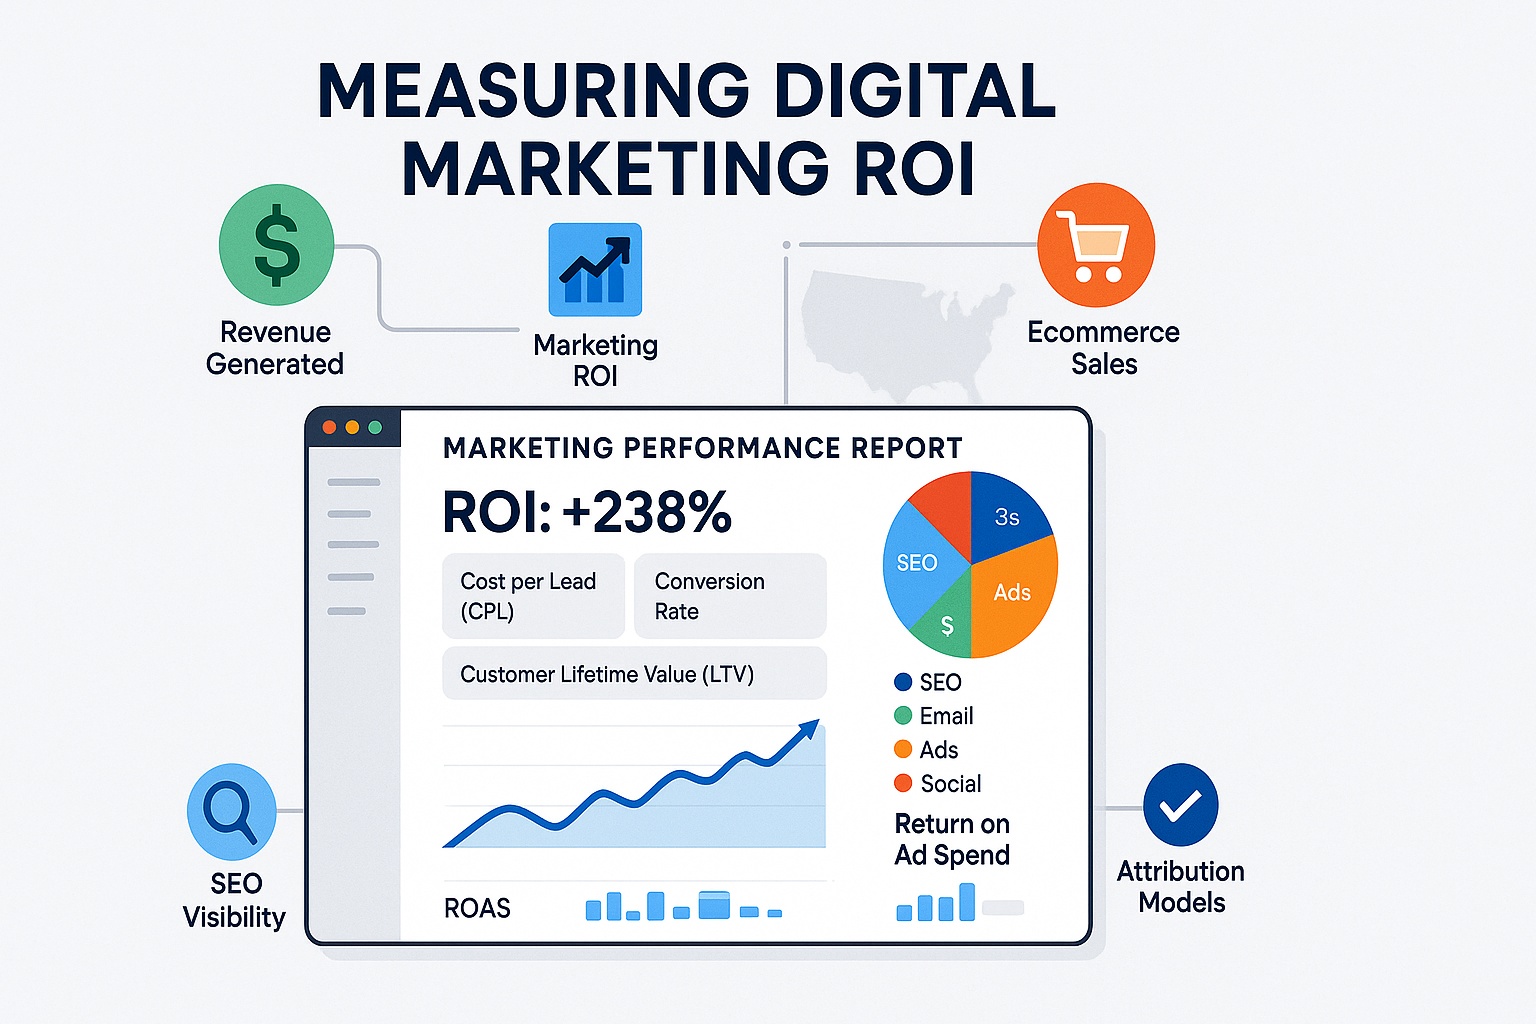 MEASURING DIGITAL
MARKETING ROI
$
Revenue
Generated
Marketing
ROI
Ecommerce
Sales
MARKETING PERFORMANCE REPORT
ROI: +238%
Cost per Lead
(CPL)
Conversion
Rate
Customer Lifetime Value (LTV)
3s
SEO
Ads
$
SEO
Email
Ads
Social
Return on
Ad Spend
ROAS
SEO
Visibility
Attribution
Models